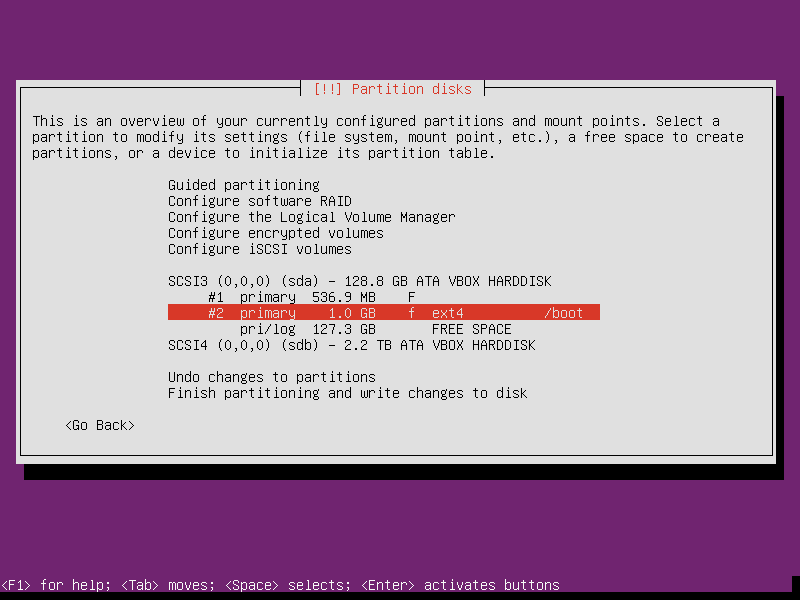 [!!] Partition disks
This is an overview of your currently configured partitions and mount points. Select a
partition to modify its settings (file system, mount point, etc.), a free space to create
partitions, or a device to initialize its partition table.
Guided partitioning
Configure software RAID
Configure the Logical Volume Manager
Configure encrypted volumes
Configure iSCSI volumes
SCSI3 (0,0,0) (sda) – 128.8 GB ATA VBOX HARDDISK
#1 primary 536.9 MB F
#2 primary 1.0 GB f ext4 /boot
pri/log 127.3 GB FREE SPACE
SCSI4 (0,0,0) (sdb) – 2.2 TB ATA VBOX HARDDISK
Undo changes to partitions
Finish partitioning and write changes to disk
<Go Back>
<F1> for help; <Tab> moves; <Space> selects; <Enter> activates buttons